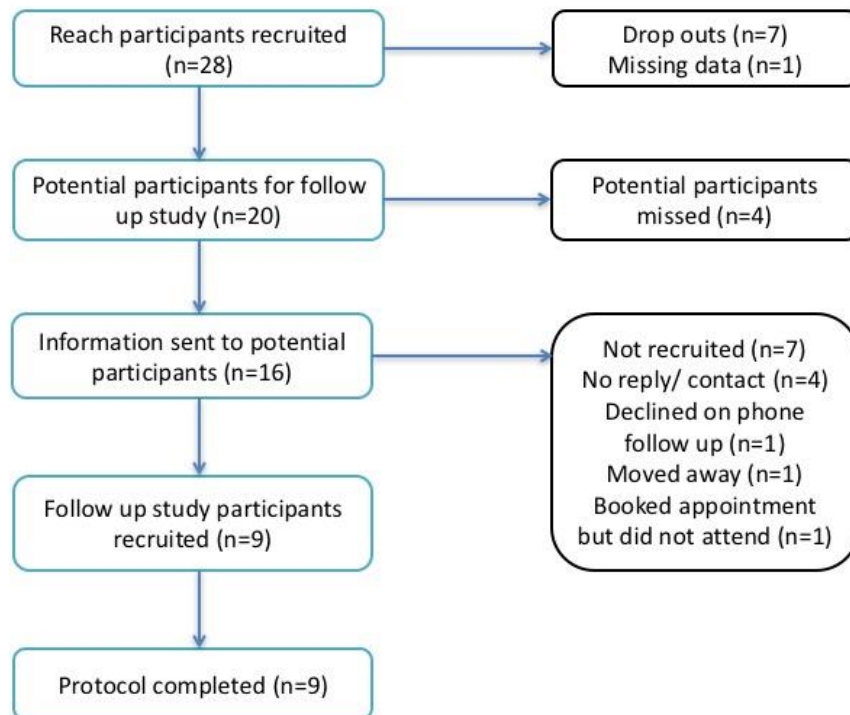 Reach participants recruited
(n=28)
Drop outs (n=7)
Missing data (n=1)
Potential participants for follow
up study (n=20)
Potential participants
missed (n=4)
Information sent to potential
participants (n=16)
Not recruited (n=7)
No reply/ contact (n=4)
Declined on phone
follow up (n=1)
Moved away (n=1)
Booked appointment
but did not attend (n=1)
Follow up study participants
recruited (n=9)
Protocol completed (n=9)